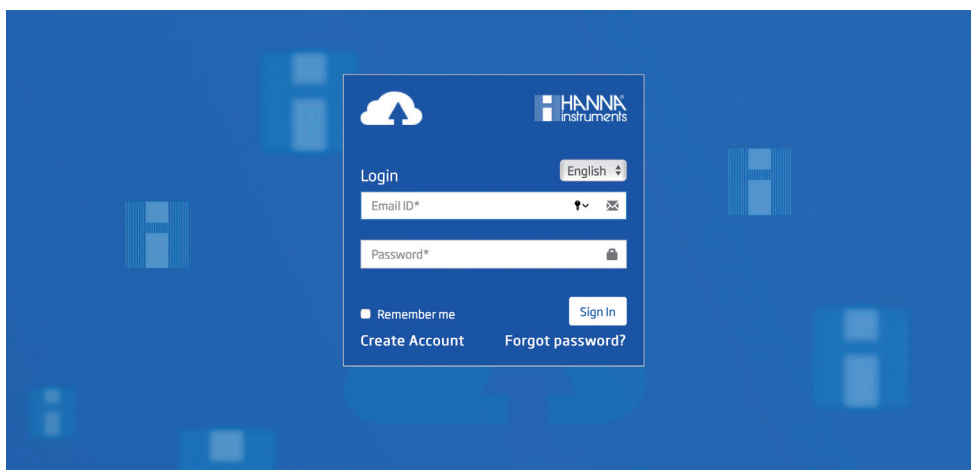 HANNA
instruments
Login
English
Email ID*
Password*
Remember me
Sign In
Create Account
Forgot password?